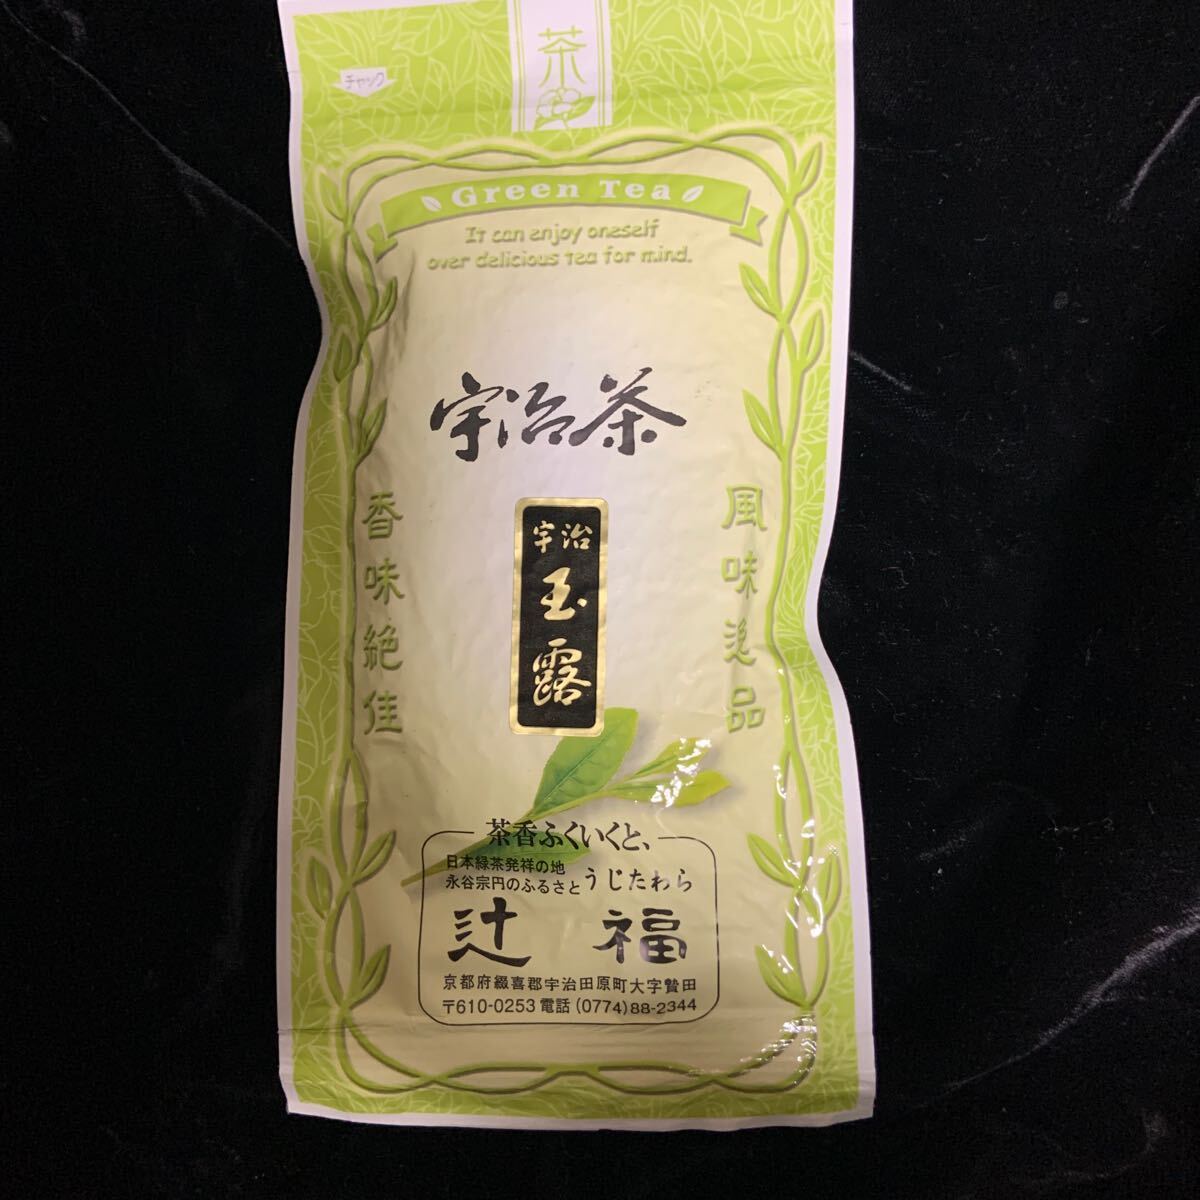 茶
チャック
Green Tea
It can enjoy oneself
over delicious tea for mind.
宇治茶
風味逸品
香味絶佳
宇治
玉露
茶香ふくいくと、
日本緑茶発祥の地
永谷宗円のふるさと うじたわら
辻福
京都府綴喜郡宇治田原町大字贄田
〒610-0253 電話 (0774) 88-2344